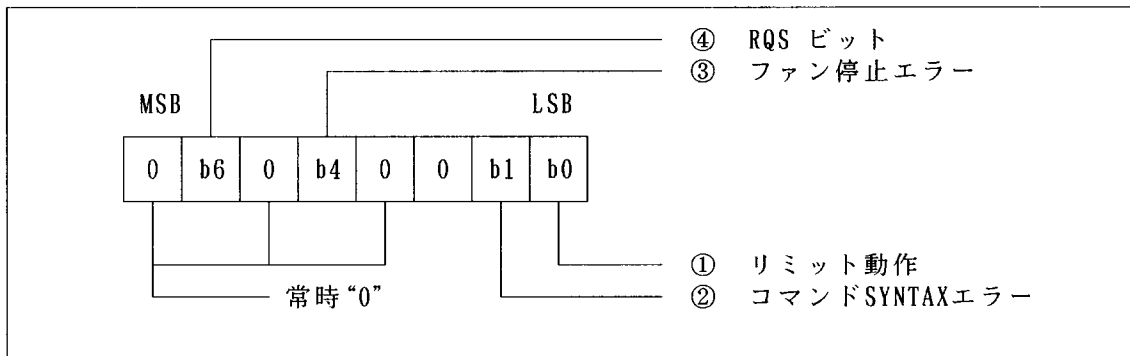 ④ RQS ビット
③ ファン停止エラー
MSB LSB
0 b6 0 b4 0 0 b1 b0
① リミット動作
② コマンドSYNTAXエラー
常時“0”